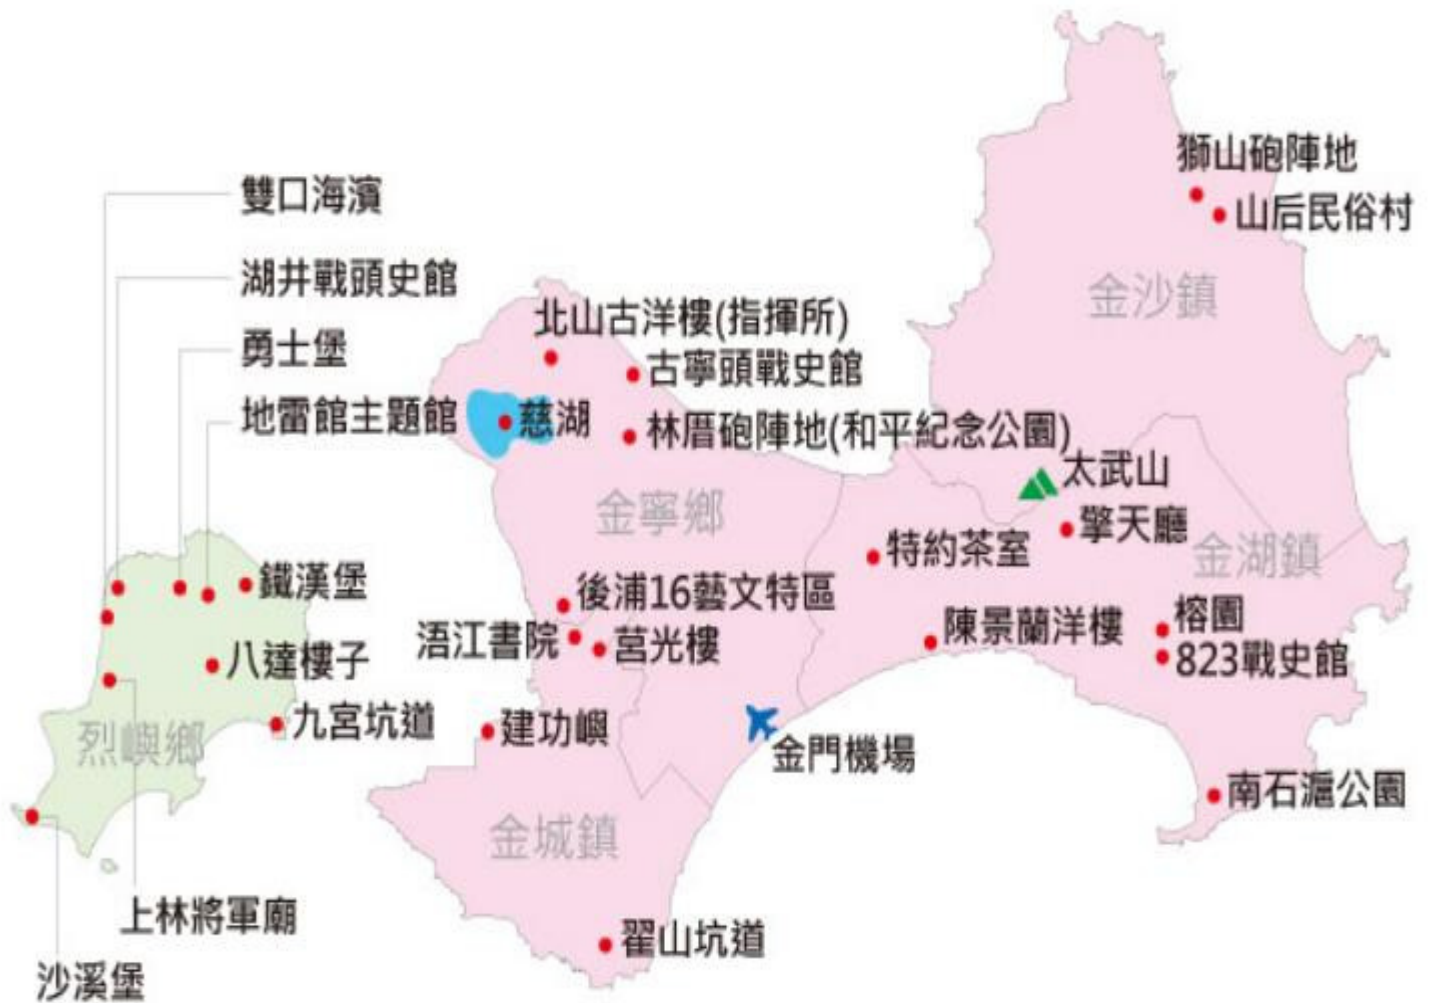 獅山砲陣地
山后民俗村
雙口海濱
湖井戰頭史館
金沙鎮
北山古洋樓(指揮所)
勇士堡
古寧頭戰史館
地雷館主題館
慈湖
林厝砲陣地(和平紀念公園)
太武山
金寧鄉
擎天廳
特約茶室
金湖鎮
鐵漢堡
後浦16藝文特區
榕園
陳景蘭洋樓
浯江書院
莒光樓
823戰史館
八達樓子
九宮坑道
建功嶼
烈嶼鄉
金門機場
南石滬公園
金城鎮
上林將軍廟
翟山坑道
沙溪堡